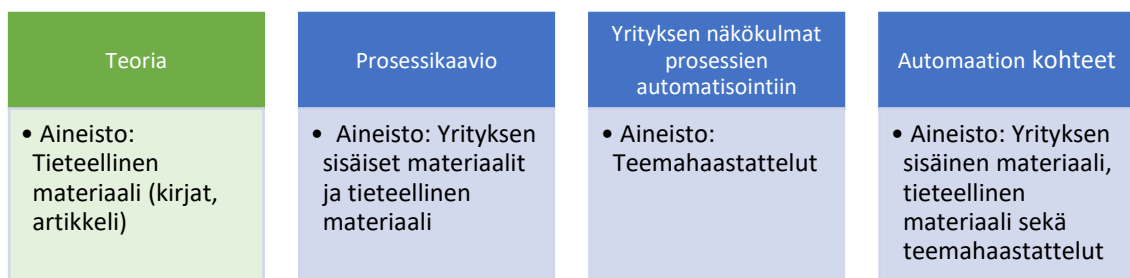 Teoria
• Aineisto:
Tieteellinen
materiaali (kirjat,
artikkeli)
Prosessikaavio
• Aineisto: Yrityksen
sisäiset materiaalit
ja tieteellinen
materiaali
Yrityksen näkökulmat
prosessien
automatisointiin
• Aineisto:
Teemahaastattelut
Automaation kohteet
• Aineisto: Yrityksen
sisäinen materiaali,
tieteellinen
materiaali sekä
teemahaastattelut